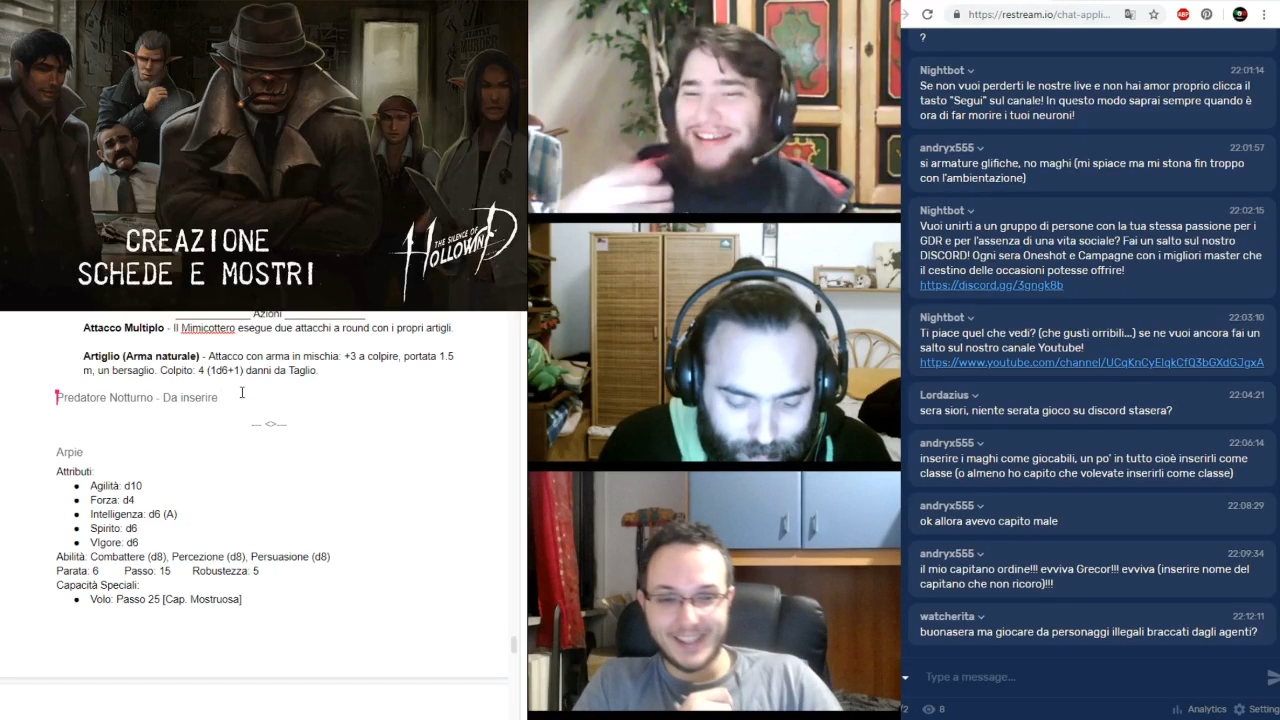 CREAZIONE
SCHEDE E MOSTRI
THE SILENCE OF
HOLLOWIND
Azioni
Attacco Multiplo - Il Mimicottero esegue due attacchi a round con i propri artigli.
Artiglio (Arma naturale) - Attacco con arma in mischia: +3 a colpire, portata 1.5
m, un bersaglio. Colpito: 4 (1d6+1) danni da Taglio.
Predatore Notturno - Da inserire
--- <>---
Arpie
Attributi:
● Agilità: d10
● Forza: d4
● Intelligenza: d6 (A)
● Spirito: d6
● VIgore: d6
Abilità: Combattere (d8), Percezione (d8), Persuasione (d8)
Parata: 6 Passo: 15 Robustezza: 5
Capacità Speciali:
● Volo: Passo 25 [Cap. Mostruosa]
https://restream.io/chat-appli...
ABP
?
Nightbot 22:01:14
Se non vuoi perderti le nostre live e non hai amor proprio clicca il
tasto "Segui" sul canale! In questo modo saprai sempre quando è
ora di far morire i tuoi neuroni!
andryx555 22:01:57
si armature glifiche, no maghi (mi spiace ma mi stona fin troppo
con l'ambientazione)
Nightbot 22:02:15
Vuoi unirti a un gruppo di persone con la tua stessa passione per i
GDR e per l'assenza di una vita sociale? Fai un salto sul nostro
DISCORD! Ogni sera Oneshot e Campagne con i migliori master che
il cestino delle occasioni potesse offrire!
https://discord.gg/3gngk8b
Nightbot 22:03:10
Ti piace quel che vedi? (che gusti orribili...) se ne vuoi ancora fai un
salto sul nostro canale Youtube!
https://www.youtube.com/channel/UCqKnCyElqkCfQ3bGXdGJgxA
Lordazius 22:04:21
sera siori, niente serata gioco su discord stasera?
andryx555 22:06:14
inserire i maghi come giocabili, un po' in tutto cioè inserirli come
classe (o almeno ho capito che volevate inserirli come classe)
andryx555 22:08:29
ok allora avevo capito male
andryx555 22:09:34
il mio capitano ordine!!! evviva Grecor!!! evviva (inserire nome del
capitano che non ricoro)!!!
watcherita 22:12:11
buonasera ma giocare da personaggi illegali braccati dagli agenti?
Type a message...
/2 8 Analytics Setting